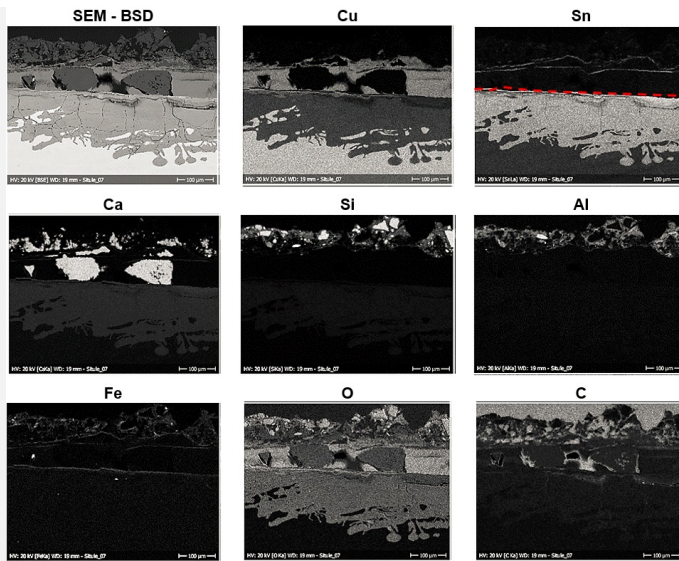 SEM - BSD
Cu
Sn
HV: 20 kV [BSE] WD: 19 mm - Situle_07
100 µm
HV: 20 kV [CuKa] WD: 19 mm - Situle_07
100 µm
HV: 20 kV [SnLa] WD: 19 mm - Situle_07
100 µm
Ca
Si
Al
HV: 20 kV [CaKa] WD: 19 mm - Situle_07
100 µm
HV: 20 kV [SiKa] WD: 19 mm - Situle_07
100 µm
HV: 20 kV [AlKa] WD: 19 mm - Situle_07
100 µm
Fe
O
C
HV: 20 kV [FeKa] WD: 19 mm - Situle_07
100 µm
HV: 20 kV [O Ka] WD: 19 mm - Situle_07
100 µm
HV: 20 kV [C Ka] WD: 19 mm - Situle_07
100 µm